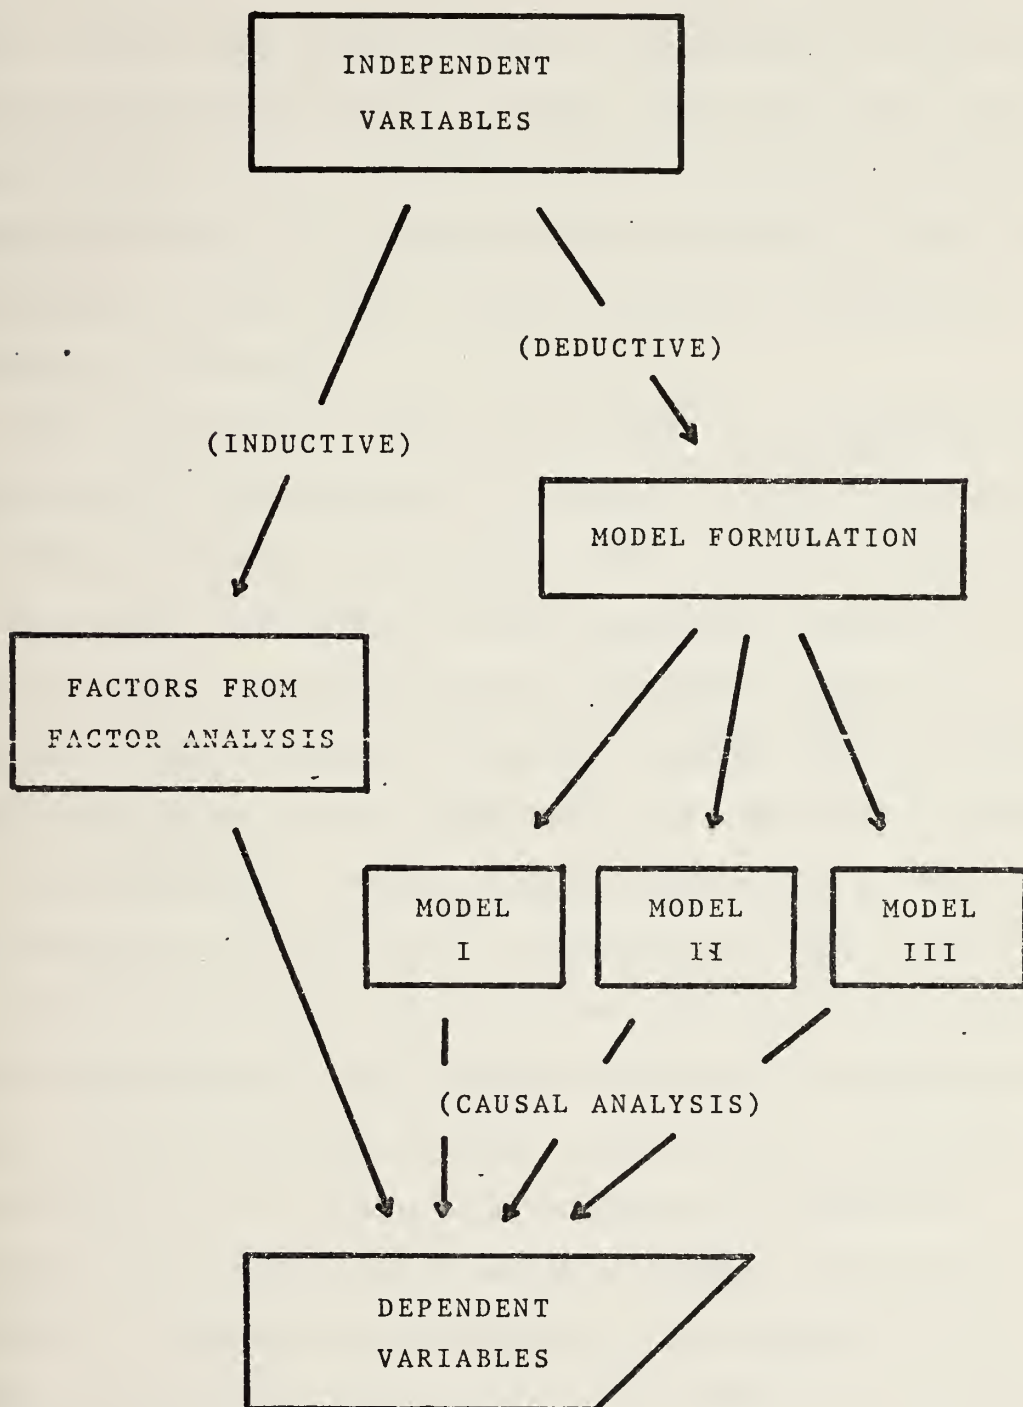 INDEPENDENT
VARIABLES
(DEDUCTIVE)
(INDUCTIVE)
MODEL FORMULATION
FACTORS FROM
FACTOR ANALYSIS
MODEL
I
MODEL
II
MODEL
III
(CAUSAL ANALYSIS)
DEPENDENT
VARIABLES